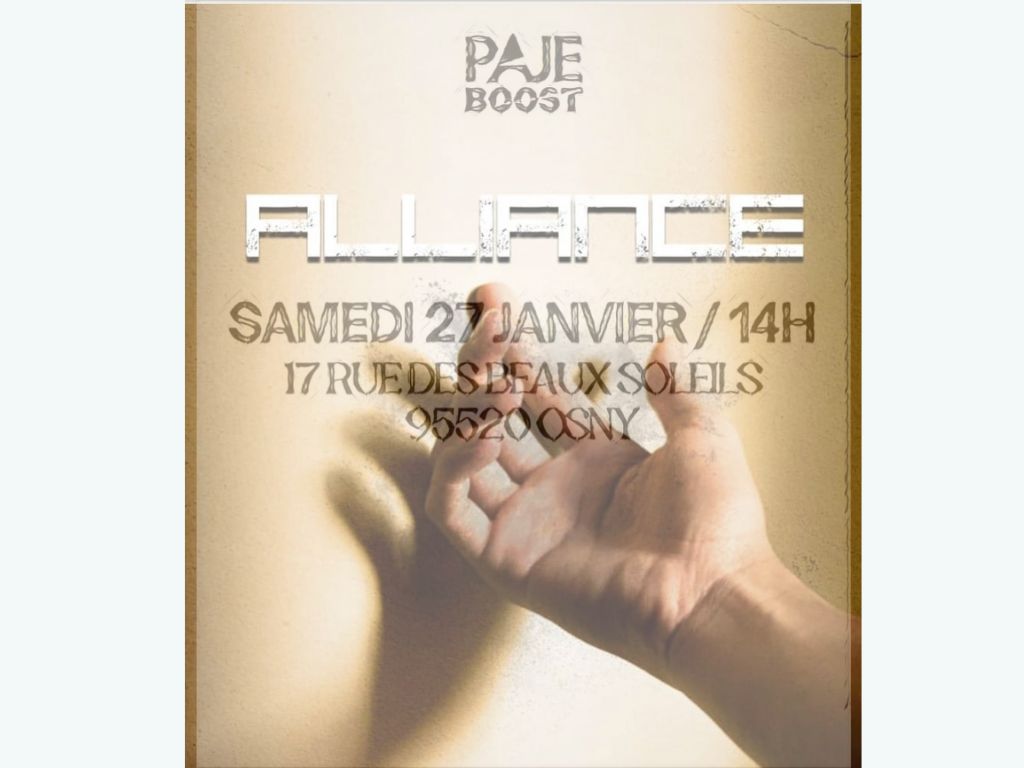 PAJE
BOOST
ALLIANCE
SAMEDI 27 JANVIER / 14H
17 RUE DES BEAUX SOLEILS
95520 OSNY